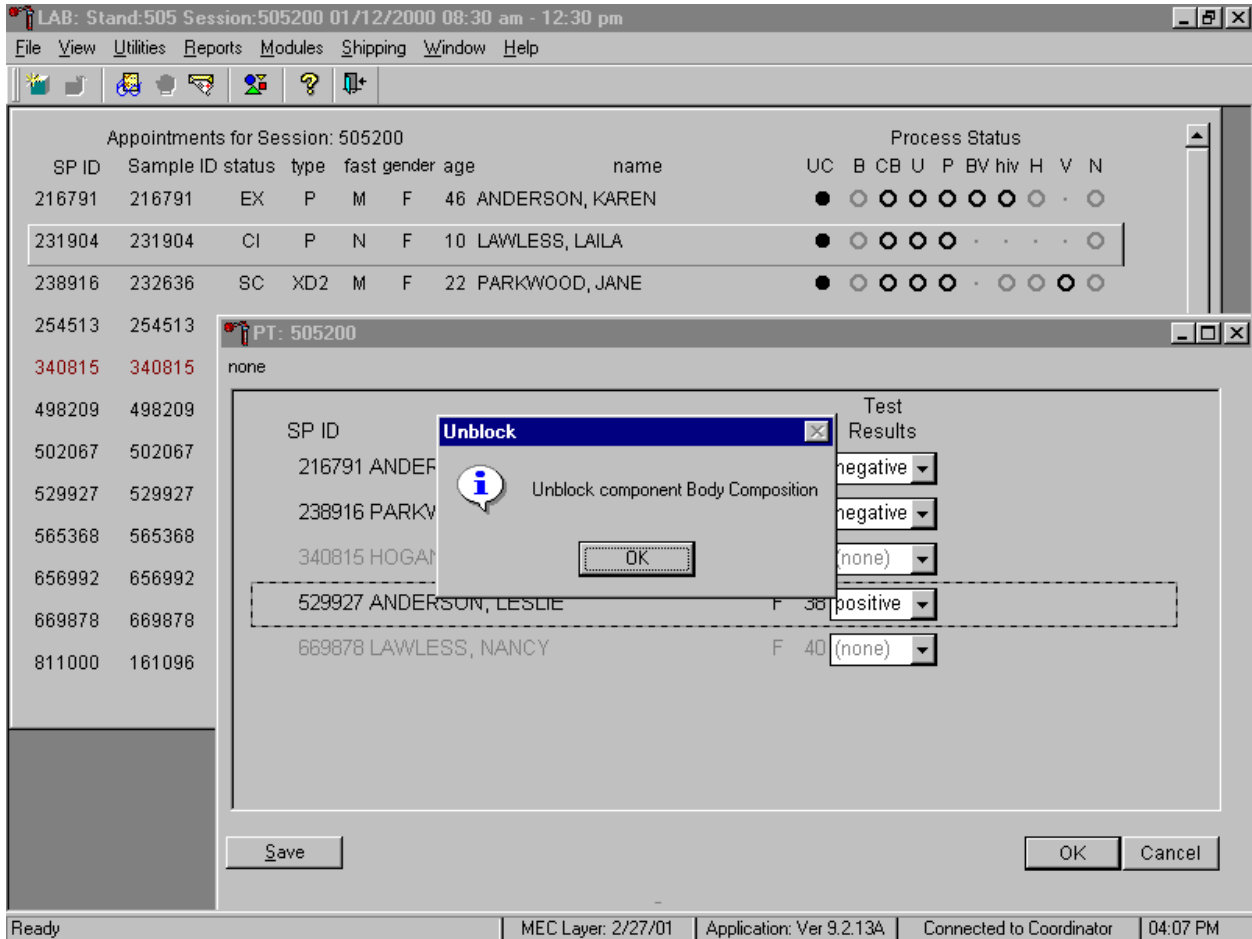 LAB: Stand:505 Session:505200 01/12/2000 08:30 am - 12:30 pm
File View Utilities Reports Modules Shipping Window Help
Appointments for Session: 505200 Process Status
SP ID Sample ID status type fast gender age name UC B CB U P BV hiv H V N
216791 216791 EX P M F 46 ANDERSON, KAREN
231904 231904 CI P N F 10 LAWLESS, LAILA
238916 232636 SC XD2 M F 22 PARKWOOD, JANE
254513 254513
340815 340815
498209 498209
502067 502067
529927 529927
565368 565368
656992 656992
669878 669878
811000 161096
PT: 505200
none
Test
SP ID Results
216791 ANDER negative
238916 PARKW negative
340815 HOGAN (none)
529927 ANDERSON, LESLIE F 38 positive
669878 LAWLESS, NANCY F 40 (none)
Unblock
Unblock component Body Composition
OK
Save OK Cancel
Ready MEC Layer: 2/27/01 Application: Ver 9.2.13A Connected to Coordinator 04:07 PM